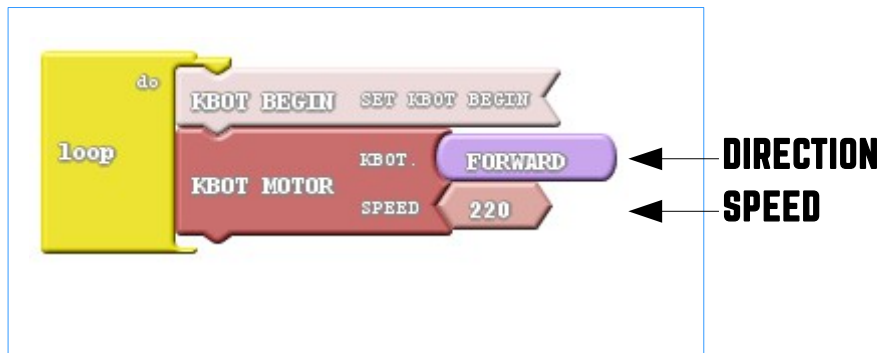 do
KBOT BEGIN SET KBOT BEGIN
loop
KBOT. FORWARD
DIRECTION
KBOT MOTOR
SPEED 220
SPEED